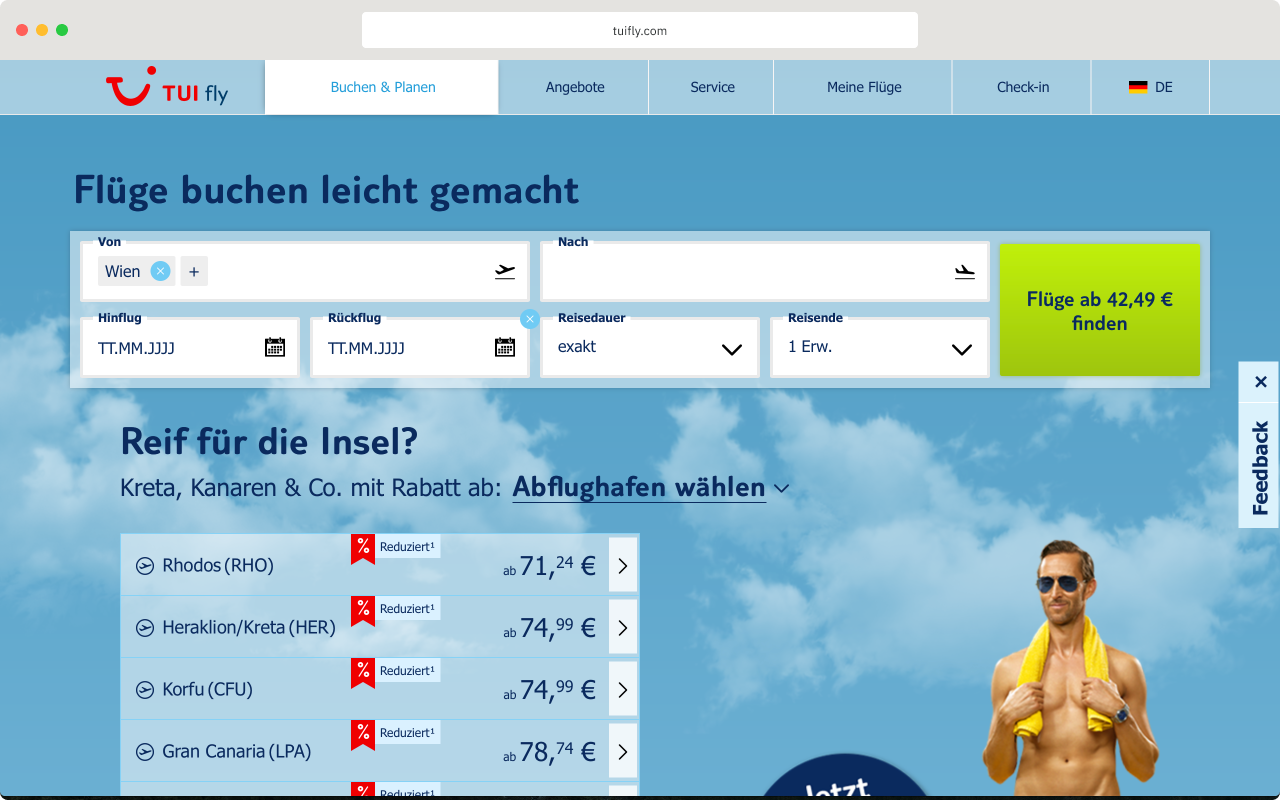 tuifly.com
TUI fly
Buchen & Planen
Angebote
Service
Meine Flüge
Check-in
DE
Flüge buchen leicht gemacht
Von
Nach
Wien
+
Flüge ab 42,49 €
finden
Hinflug
Rückflug
Reisedauer
Reisende
TT.MM.JJJJ
TT.MM.JJJJ
exakt
1 Erw.
Feedback
Reif für die Insel?
Kreta, Kanaren & Co. mit Rabatt ab: Abflughafen wählen
Rhodos (RHO) % Reduziert¹ ab 71,24 €
Heraklion/Kreta (HER) % Reduziert¹ ab 74,99 €
Korfu (CFU) % Reduziert¹ ab 74,99 €
Gran Canaria (LPA) % Reduziert¹ ab 78,74 €
% Reduziert¹
Jetzt